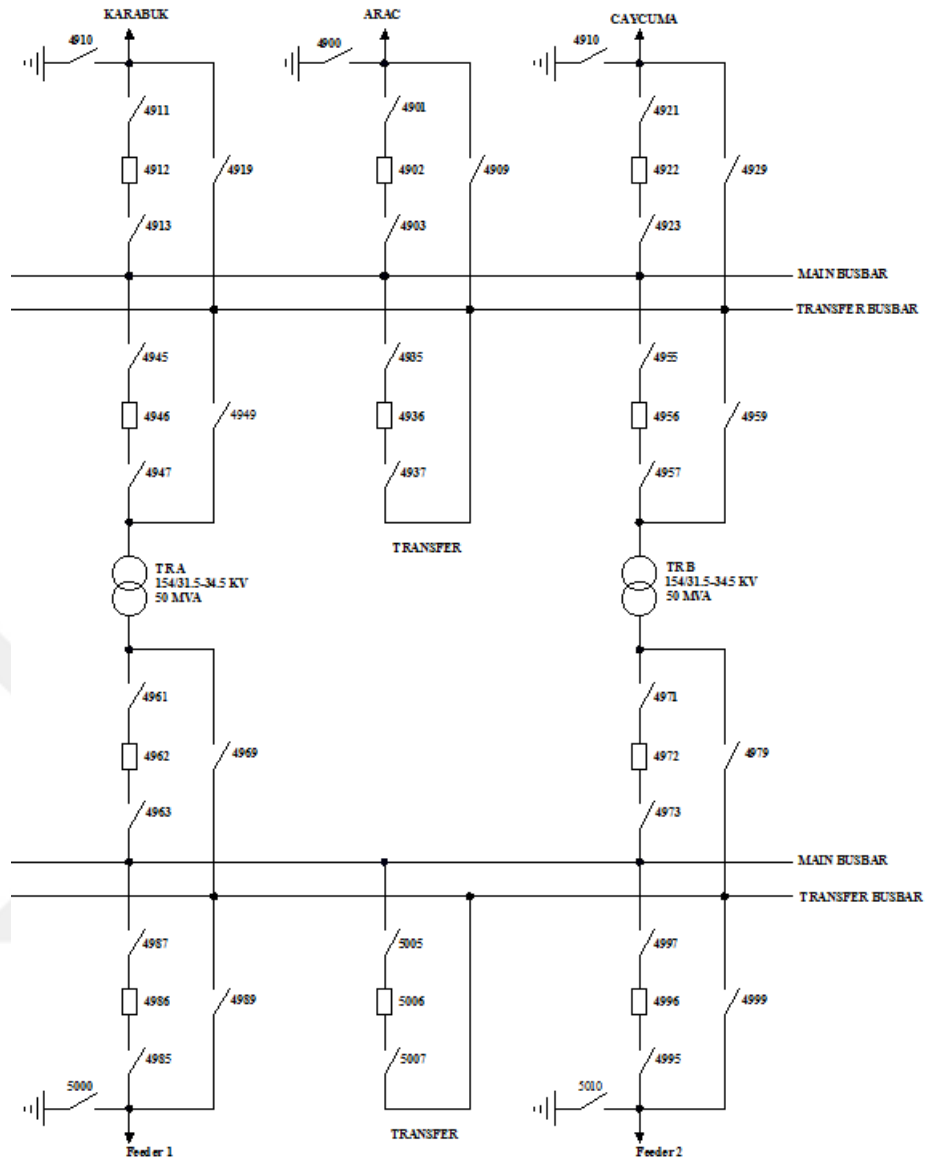 KARABUK
ARAC
CAYCUMA
4910
4900
4910
4911
4901
4921
4912
4919
4902
4909
4922
4929
4913
4903
4923
MAIN BUSBAR
TRANSFER BUSBAR
4945
4935
4955
4946
4949
4936
4956
4959
4947
4937
4957
TRANSFER
TR A
154/31.5-34.5 KV
50 MVA
TR B
154/31.5-34.5 KV
50 MVA
4961
4971
4962
4969
4972
4979
4963
4973
MAIN BUSBAR
TRANSFER BUSBAR
4987
5005
4997
4986
4989
5006
4996
4999
4985
5007
4995
5000
5010
TRANSFER
Feeder 1
Feeder 2